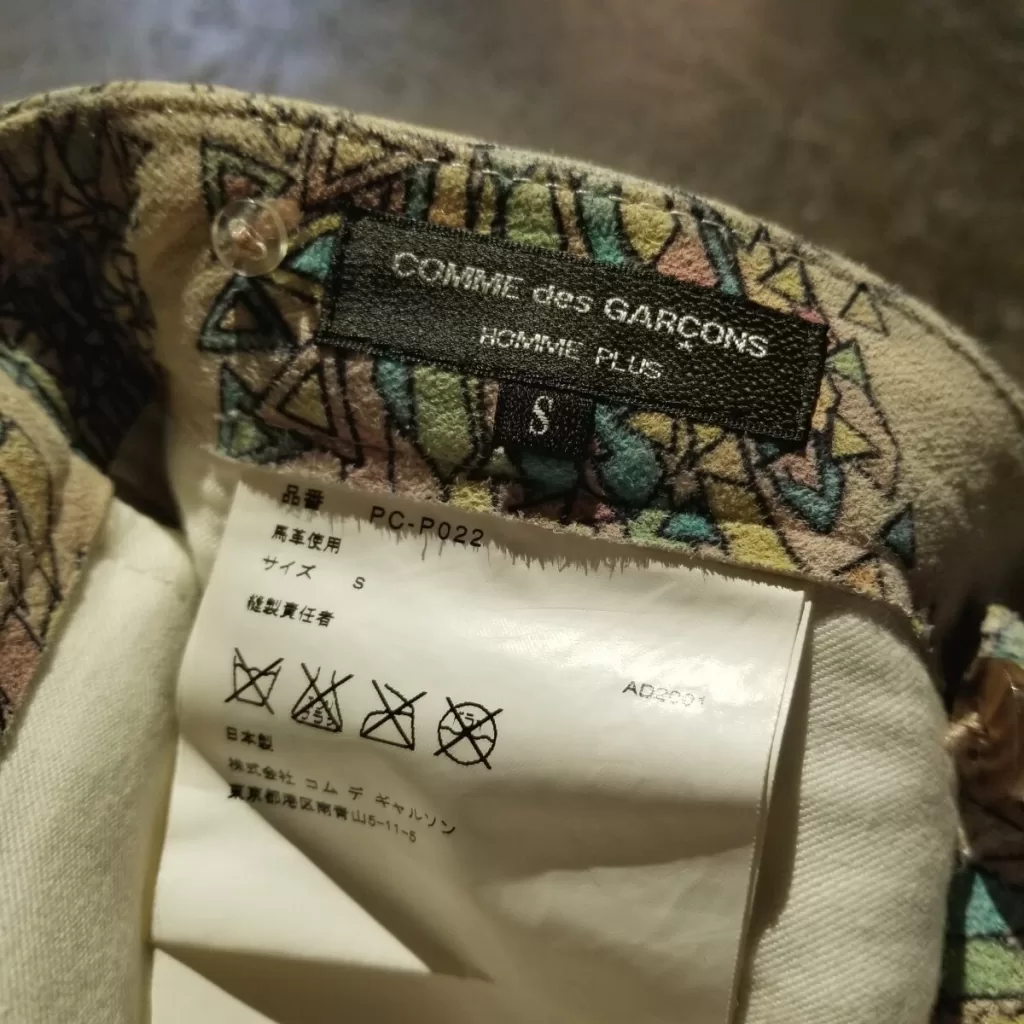 COMME des GARÇONS
HOMME PLUS
S
品番 PC-P022
馬革使用
サイズ S
縫製責任者
AD2001
日本製
株式会社 コム デ ギャルソン
東京都港区南青山5-11-5